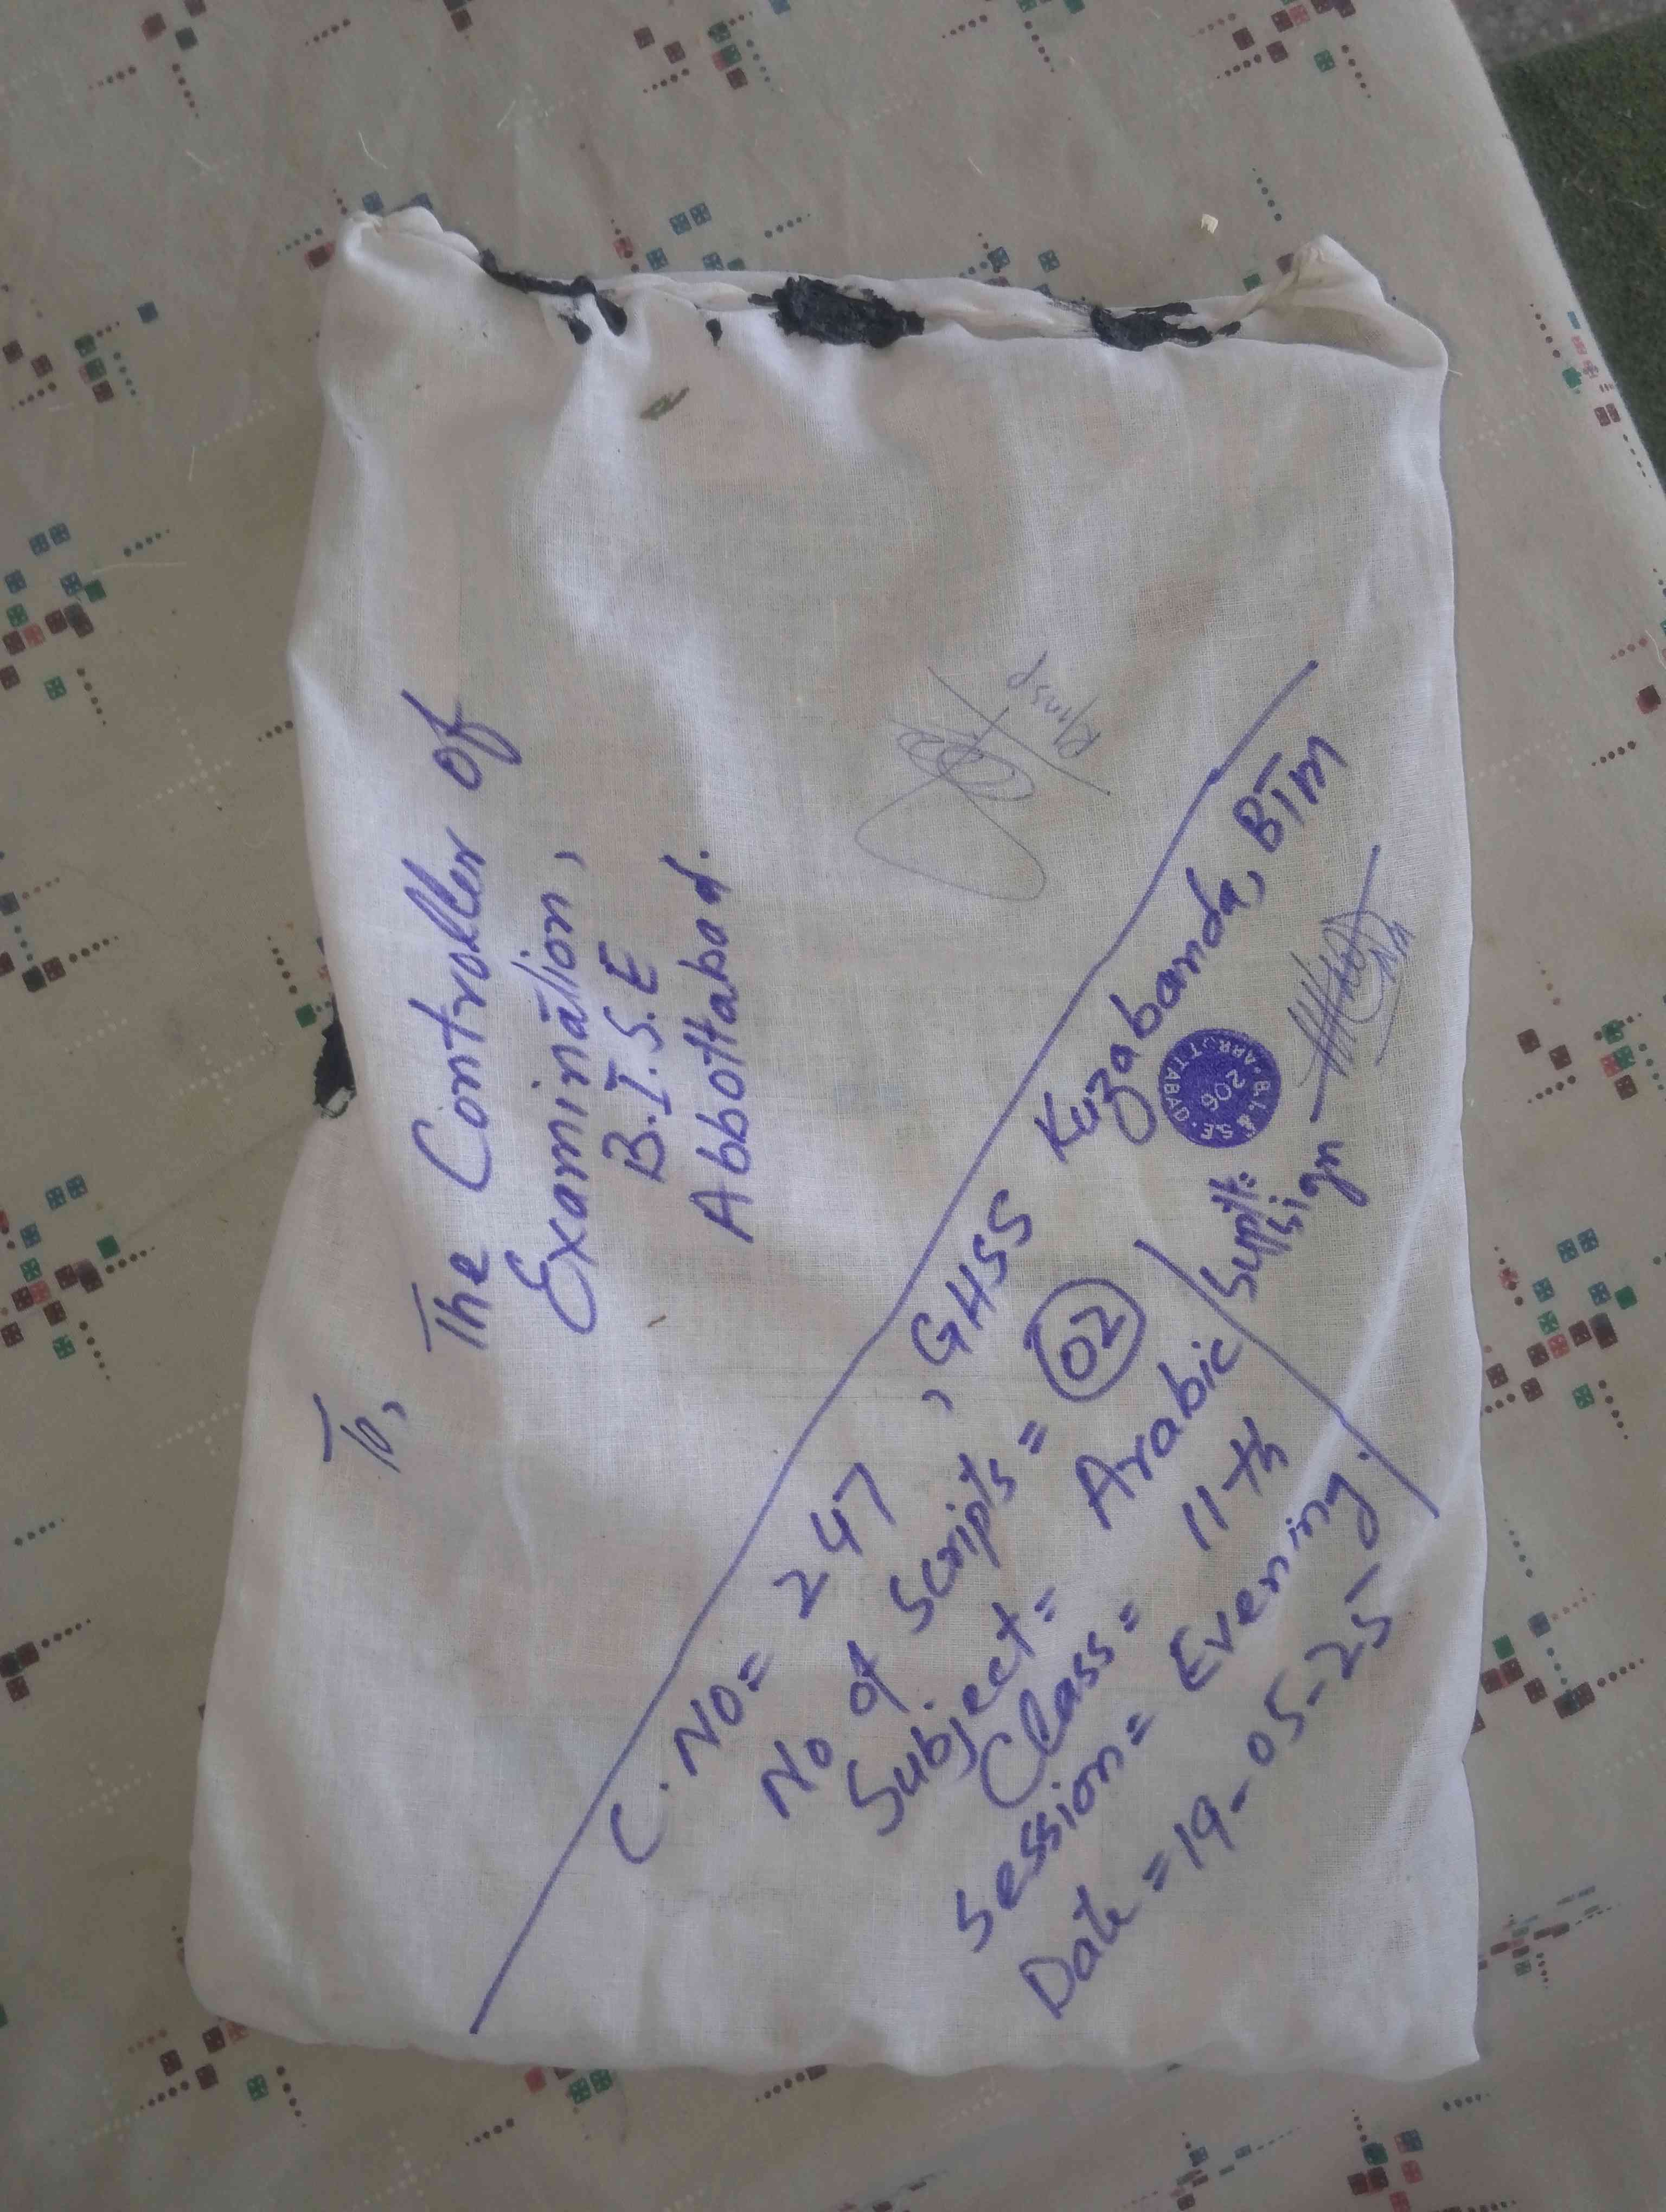 To,
The Controller of
Examination,
B.I.S.E
Abbottabad.
C.No= 247, GHSS Kuzabanda, BTM
No of Scripts = 02
Subject = Arabic
Class = 11th
Session = Evening.
Date = 19-05-25
Suptt:
Sign
B.I.& S.E. ABBOTTABAD
206